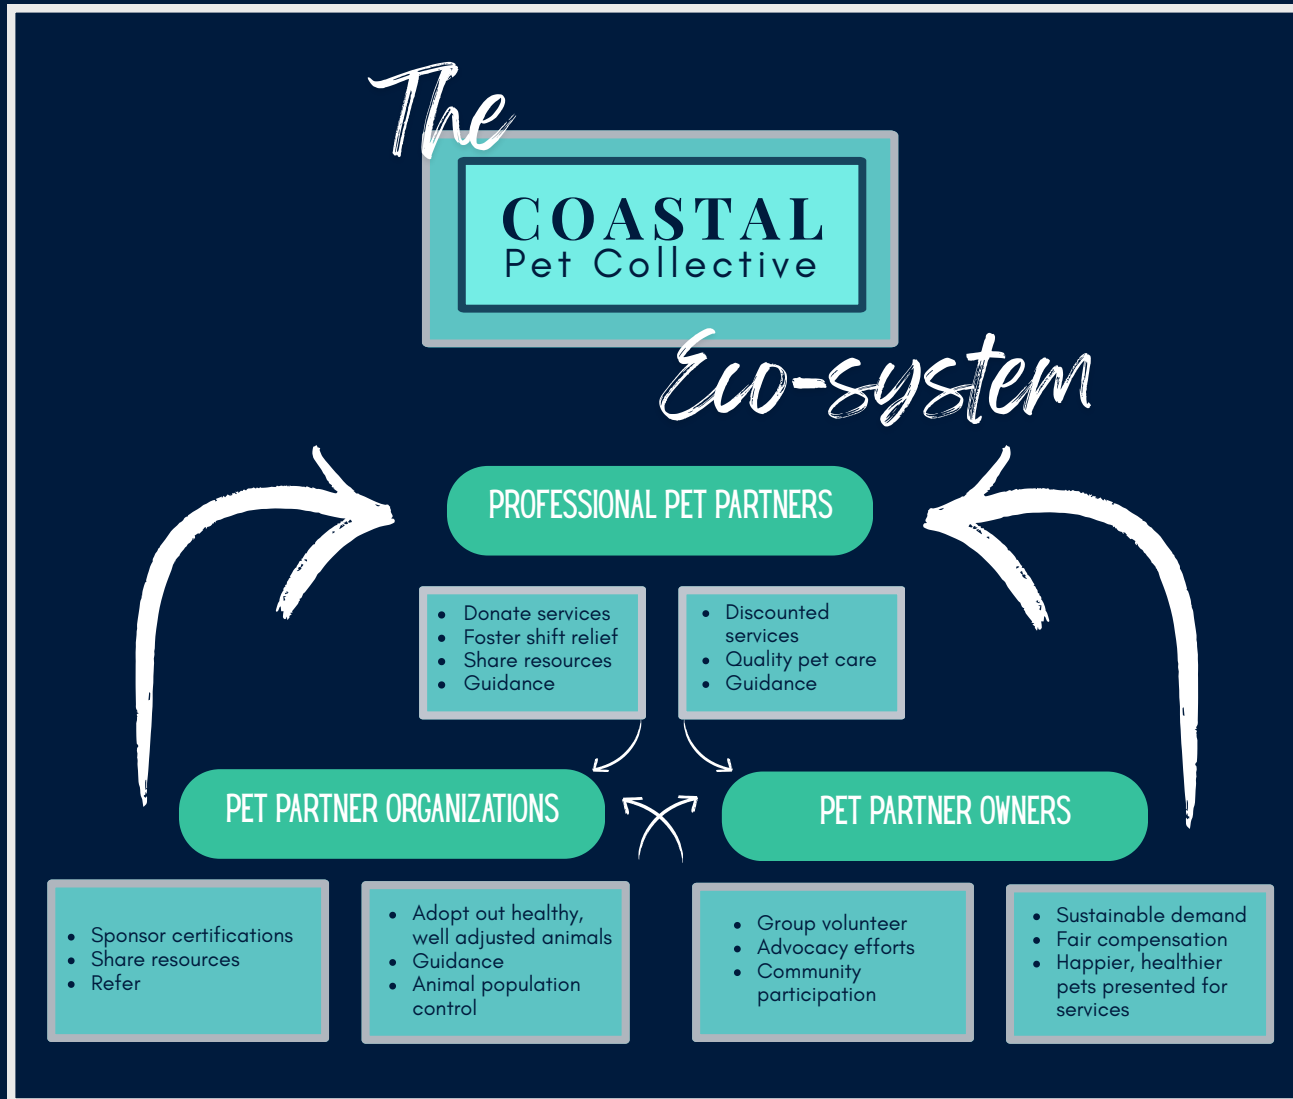 The
COASTAL
Pet Collective
Eco-system
PROFESSIONAL PET PARTNERS
• Donate services
• Foster shift relief
• Share resources
• Guidance
• Discounted
services
• Quality pet care
• Guidance
PET PARTNER ORGANIZATIONS
PET PARTNER OWNERS
• Sponsor certifications
• Share resources
• Refer
• Adopt out healthy,
well adjusted animals
• Guidance
• Animal population
control
• Group volunteer
• Advocacy efforts
• Community
participation
• Sustainable demand
• Fair compensation
• Happier, healthier
pets presented for
services